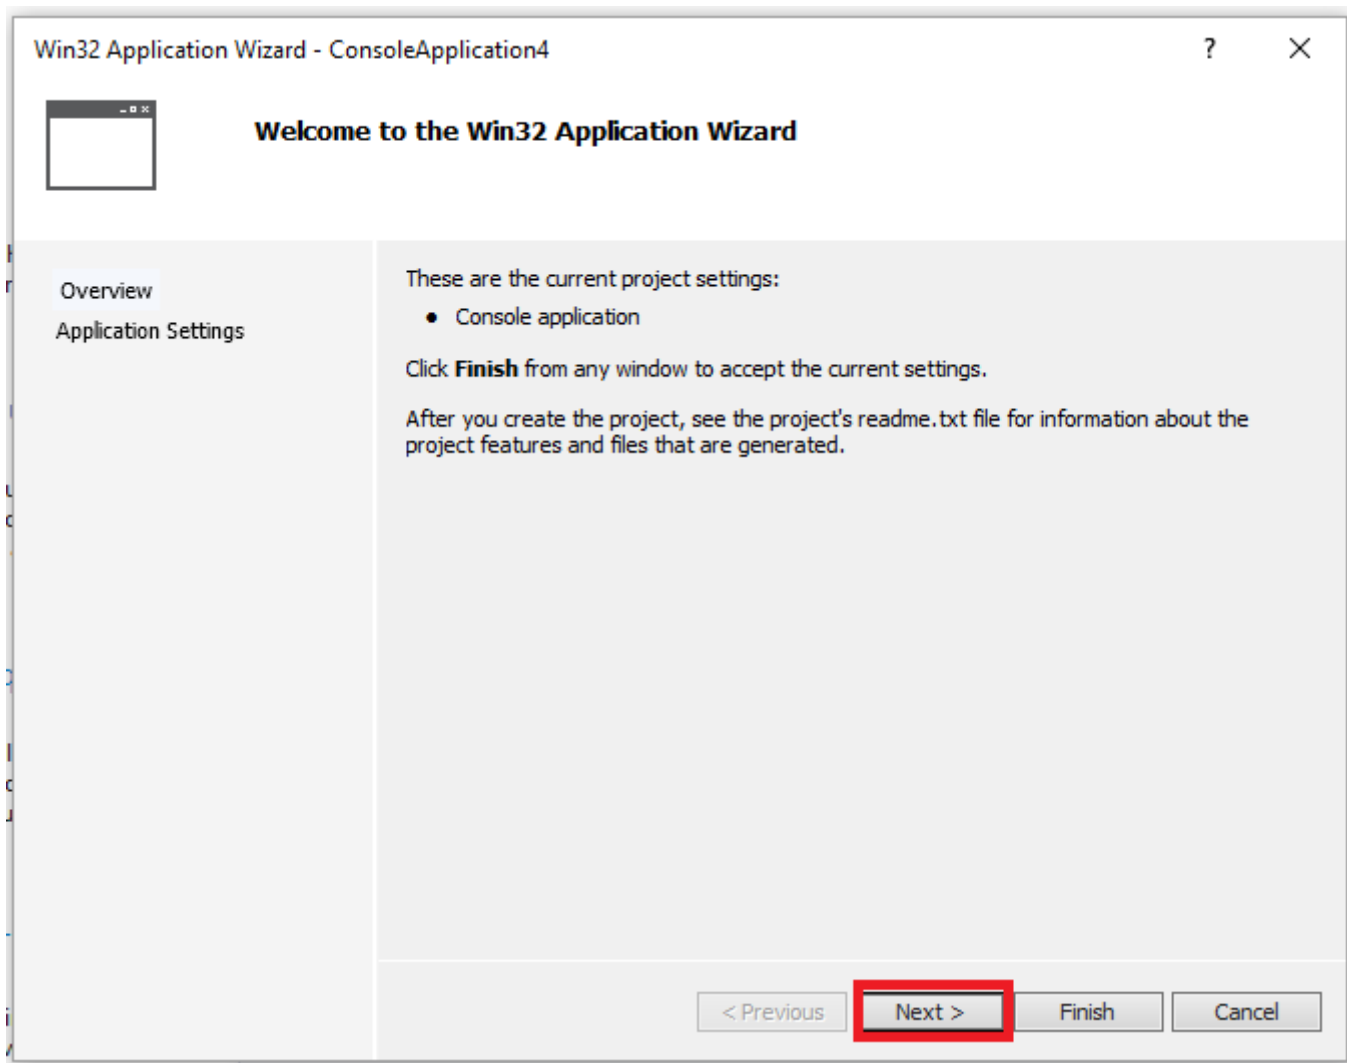 Win32 Application Wizard - ConsoleApplication4
?
Welcome to the Win32 Application Wizard
Overview
Application Settings
These are the current project settings:
• Console application
Click Finish from any window to accept the current settings.
After you create the project, see the project's readme.txt file for information about the
project features and files that are generated.
< Previous
Next >
Finish
Cancel